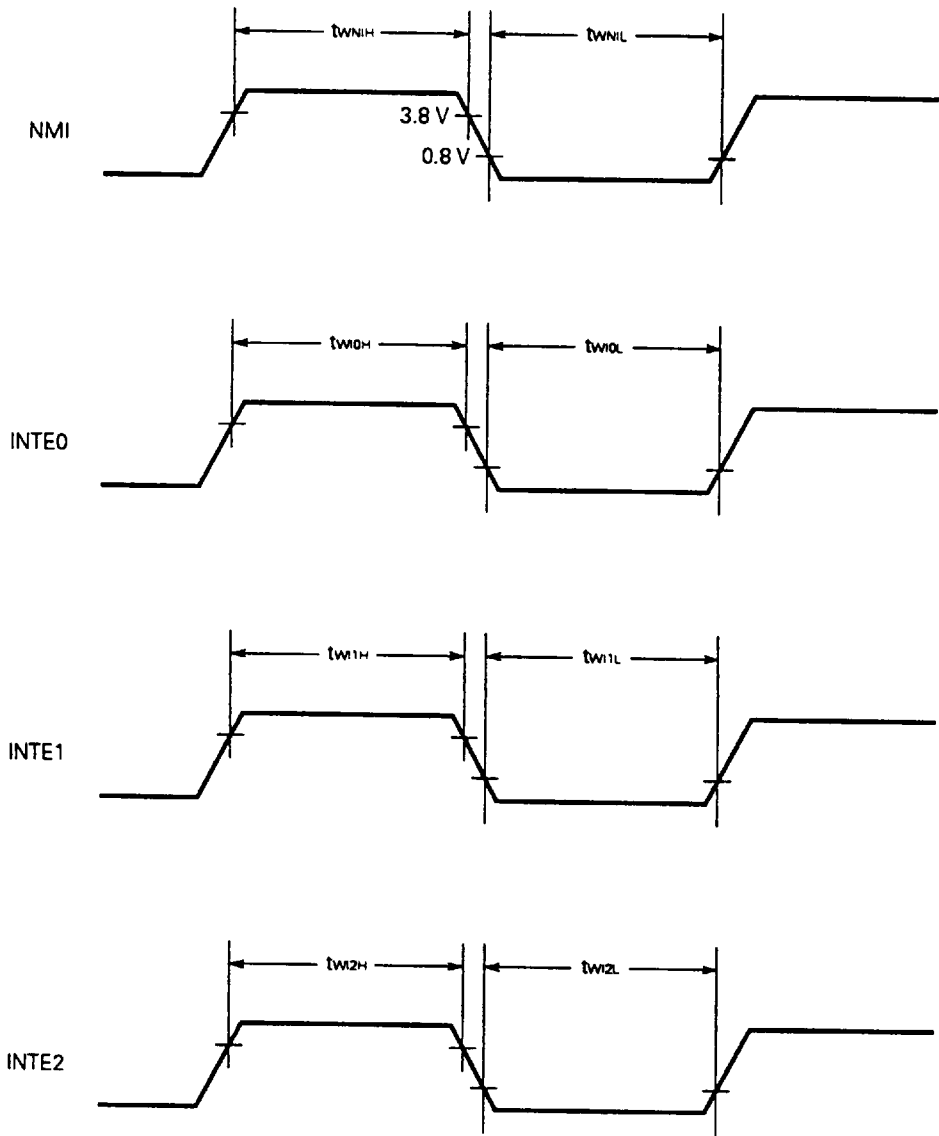 tWNIH tWNIL
NMI
3.8 V
0.8 V
tWI0H tWI0L
INTE0
tWI1H tWI1L
INTE1
tWI2H tWI2L
INTE2